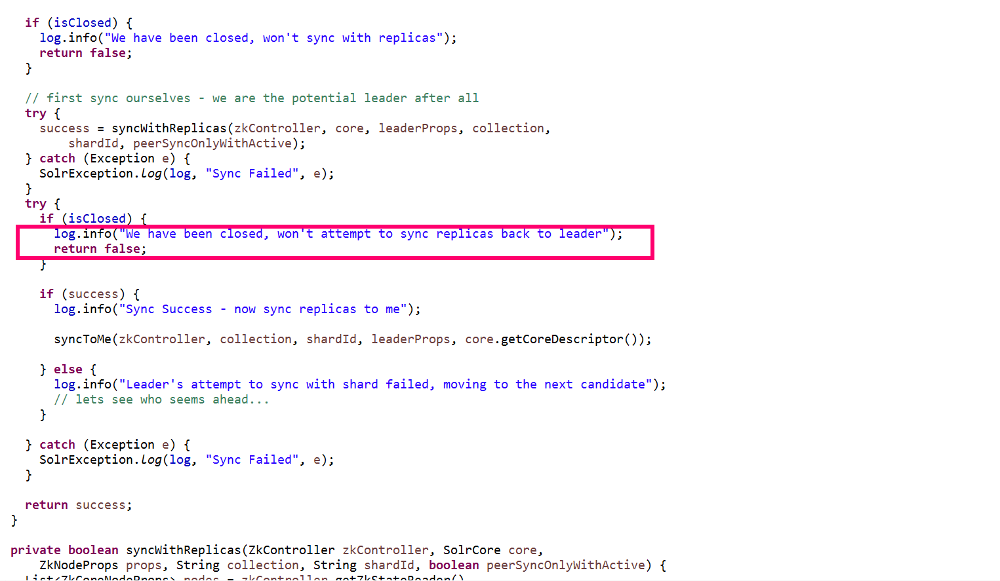 if (isClosed) {
log.info("We have been closed, won't sync with replicas");
return false;
}
// first sync ourselves - we are the potential leader after all
try {
success = syncWithReplicas(zkController, core, leaderProps, collection,
shardId, peerSyncOnlyWithActive);
} catch (Exception e) {
SolrException.log(log, "Sync Failed", e);
}
try {
if (isClosed) {
log.info("We have been closed, won't attempt to sync replicas back to leader");
return false;
}
if (success) {
log.info("Sync Success - now sync replicas to me");
syncToMe(zkController, collection, shardId, leaderProps, core.getCoreDescriptor());
} else {
log.info("Leader's attempt to sync with shard failed, moving to the next candidate");
// lets see who seems ahead...
}
} catch (Exception e) {
SolrException.log(log, "Sync Failed", e);
}
return success;
}
private boolean syncWithReplicas(ZkController zkController, SolrCore core,
ZkNodeProps props, String collection, String shardId, boolean peerSyncOnlyWithActive) {
List<ZkCoreNodeProps> nodes = zkController.getZkStateReader()